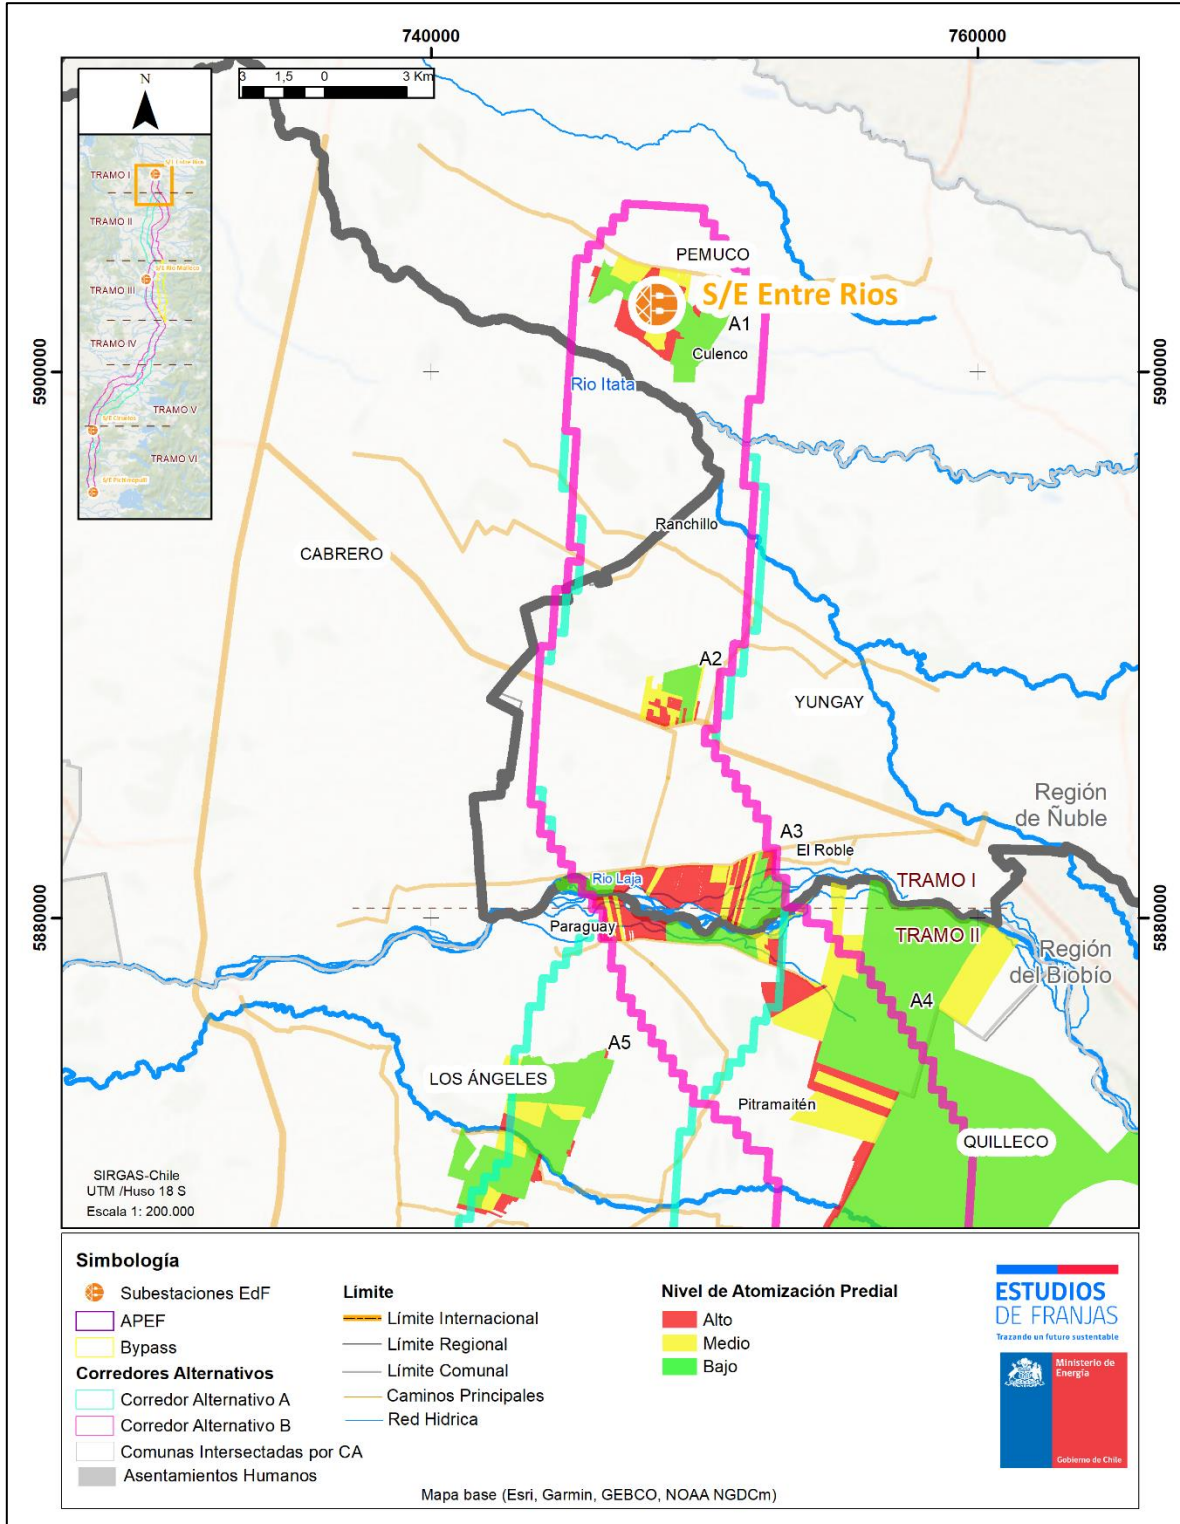 740000
760000
3 1,5 0 3 Km
N
S/E Entre Rios
TRAMO I
TRAMO II
S/E Rio Malleco
TRAMO III
TRAMO IV
TRAMO V
S/E Ciruelos
TRAMO VI
S/E Pichirropulli
PEMUCO
S/E Entre Rios
A1
Culenco
5900000
5900000
Rio Itata
Ranchillo
CABRERO
A2
YUNGAY
Región
de Ñuble
A3
El Roble
Rio Laja
TRAMO I
5880000
5880000
Paraguay
TRAMO II
Región
del Biobío
A4
A5
LOS ÁNGELES
Pitramaitén
QUILLECO
SIRGAS-Chile
UTM /Huso 18 S
Escala 1: 200.000
Simbología
Subestaciones EdF
APEF
Bypass
Corredores Alternativos
Corredor Alternativo A
Corredor Alternativo B
Comunas Intersectadas por CA
Asentamientos Humanos
Límite
Límite Internacional
Límite Regional
Límite Comunal
Caminos Principales
Red Hidrica
Nivel de Atomización Predial
Alto
Medio
Bajo
ESTUDIOS
DE FRANJAS
Trazando un futuro sustentable
Ministerio de
Energía
Gobierno de Chile
Mapa base (Esri, Garmin, GEBCO, NOAA NGDCm)